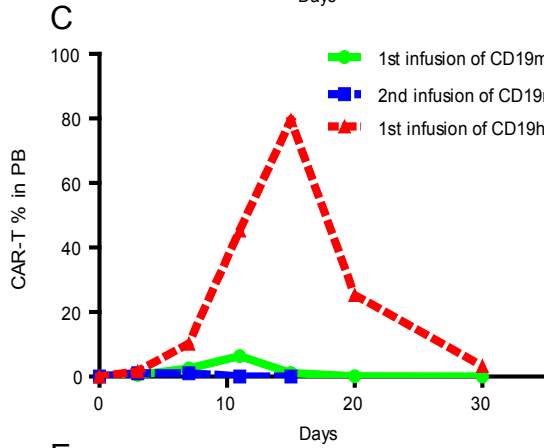 Days
C
100
80
60
40
20
0
CAR-T % in PB
1st infusion of CD19m
2nd infusion of CD19
1st infusion of CD19h
0 10 20 30
Days